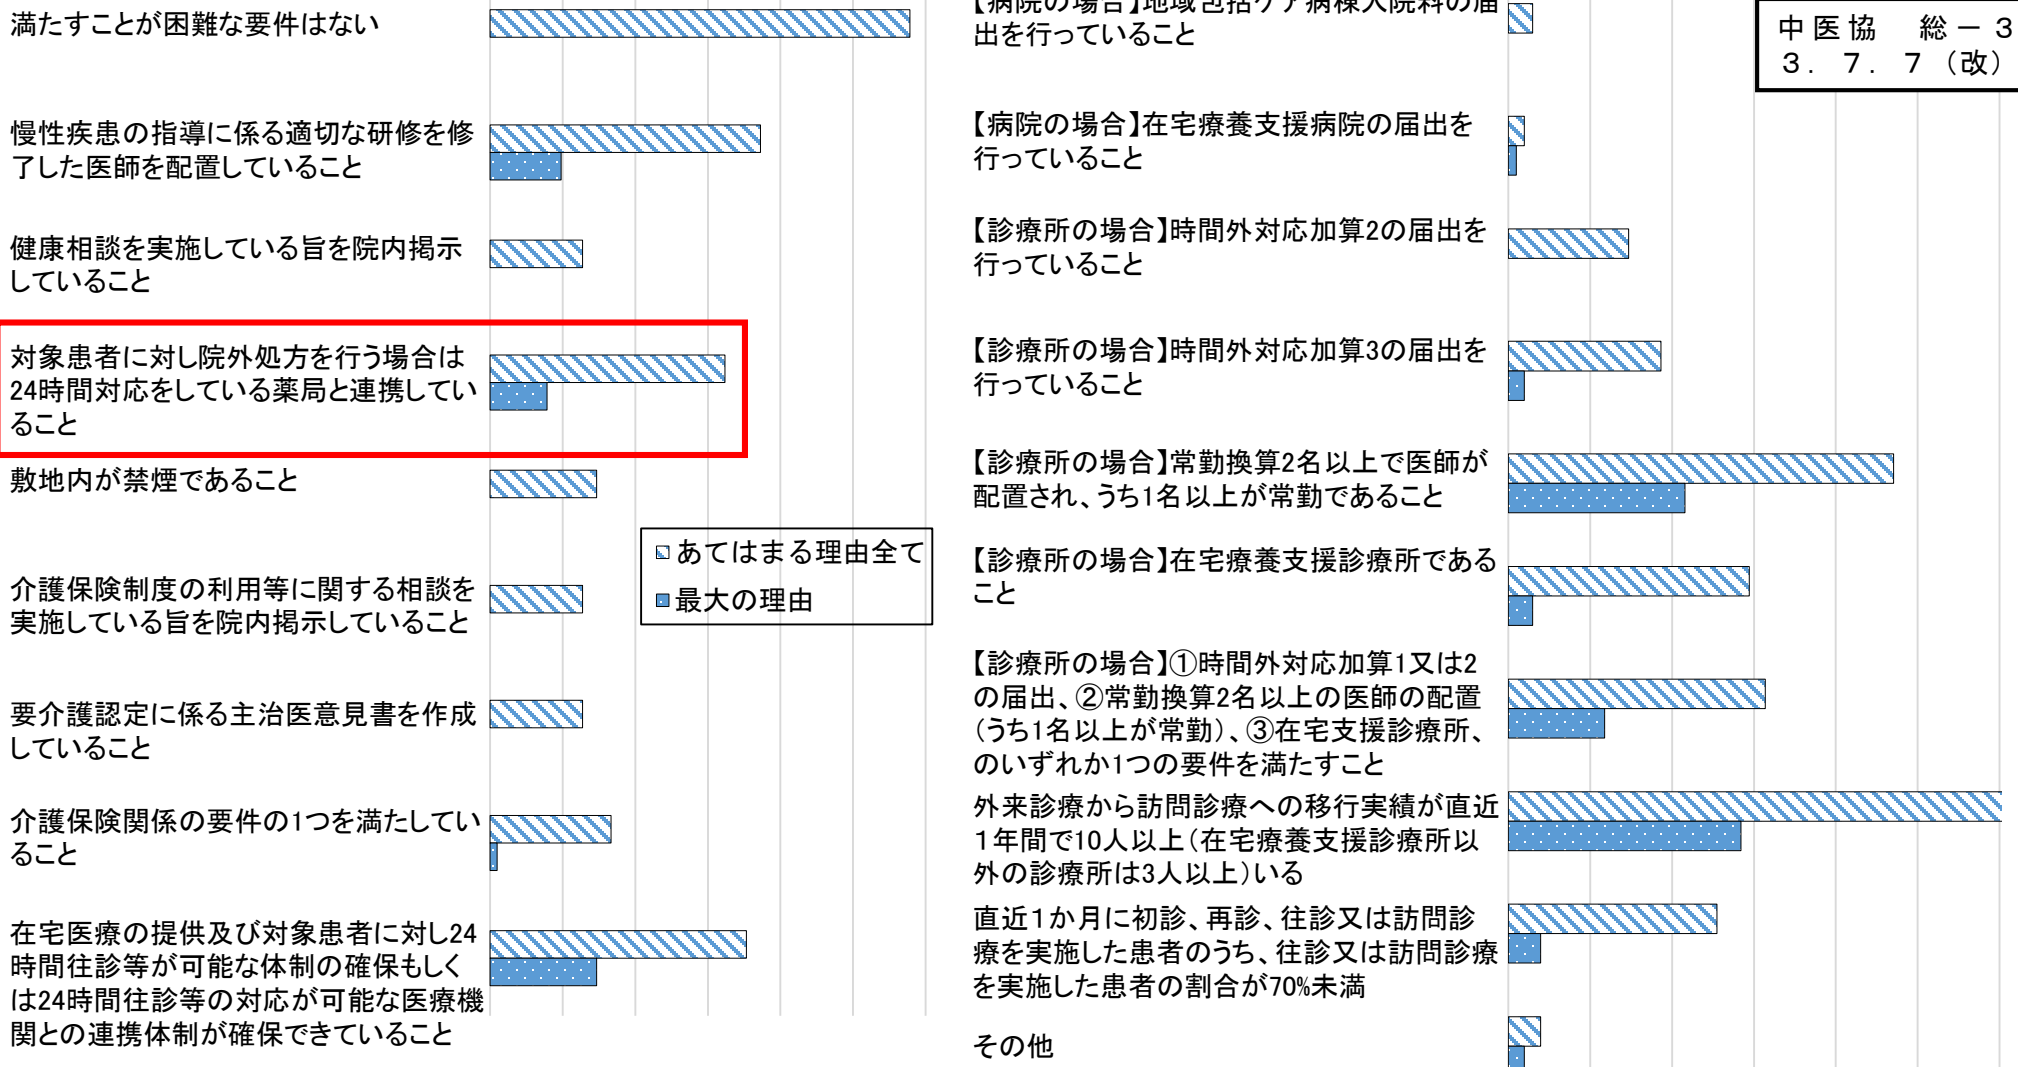 満たすことが困難な要件はない
慢性疾患の指導に係る適切な研修を修
了した医師を配置していること
健康相談を実施している旨を院内掲示
していること
対象患者に対し院外処方を行う場合は
24時間対応をしている薬局と連携してい
ること
敷地内が禁煙であること
介護保険制度の利用等に関する相談を
実施している旨を院内掲示していること
要介護認定に係る主治医意見書を作成
していること
介護保険関係の要件の1つを満たしてい
ること
在宅医療の提供及び対象患者に対し24
時間往診等が可能な体制の確保もしく
は24時間往診等の対応が可能な医療機
関との連携体制が確保できていること
あてはまる理由全て
最大の理由
【病院の場合】地域包括ケア病棟入院料の届
出を行っていること
【病院の場合】在宅療養支援病院の届出を
行っていること
【診療所の場合】時間外対応加算2の届出を
行っていること
【診療所の場合】時間外対応加算3の届出を
行っていること
【診療所の場合】常勤換算2名以上で医師が
配置され、うち1名以上が常勤であること
【診療所の場合】在宅療養支援診療所である
こと
【診療所の場合】①時間外対応加算1又は2
の届出、②常勤換算2名以上の医師の配置
(うち1名以上が常勤)、③在宅支援診療所、
のいずれか1つの要件を満たすこと
外来診療から訪問診療への移行実績が直近
1年間で10人以上(在宅療養支援診療所以
外の診療所は3人以上)いる
直近1か月に初診、再診、往診又は訪問診
療を実施した患者のうち、往診又は訪問診療
を実施した患者の割合が70%未満
その他
中医協 総－3
3．7．7(改)